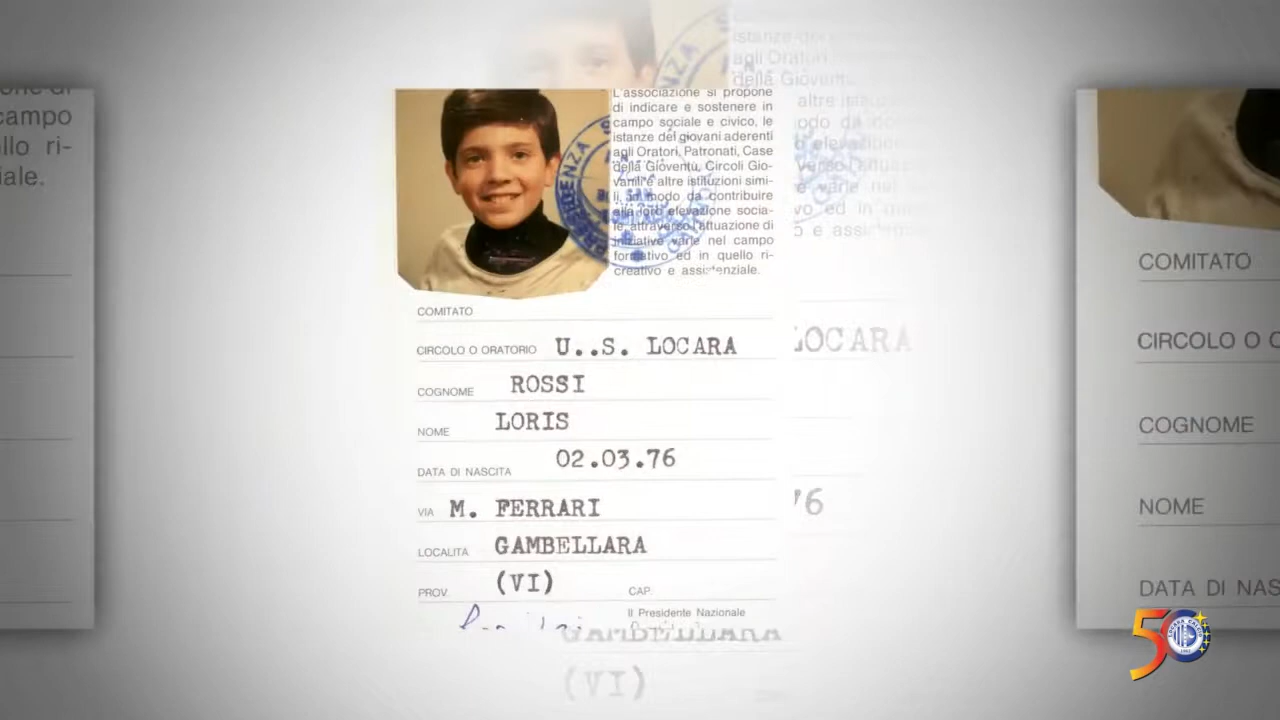 L'associazione si propone
di indicare e sostenere in
campo sociale e civico, le
istanze dei giovani aderenti
agli Oratori, Patronati, Case
della Gioventù, Circoli Gio-
vanili e altre istituzioni simi-
li, in modo da contribuire
alla loro elevazione socia-
le, attraverso l'attuazione di
iniziative varie nel campo
formativo ed in quello ri-
creativo e assistenziale.
COMITATO
CIRCOLO O ORATORIO U..S. LOCARA
COGNOME ROSSI
NOME LORIS
DATA DI NASCITA 02.03.76
VIA M. FERRARI
LOCALITÀ GAMBELLARA
PROV. (VI) CAP.
Il Presidente Nazionale
campo
llo ri-
iale.
LOCARA
76
(VI)
COMITATO
CIRCOLO O
COGNOME
NOME
DATA DI NAS
50